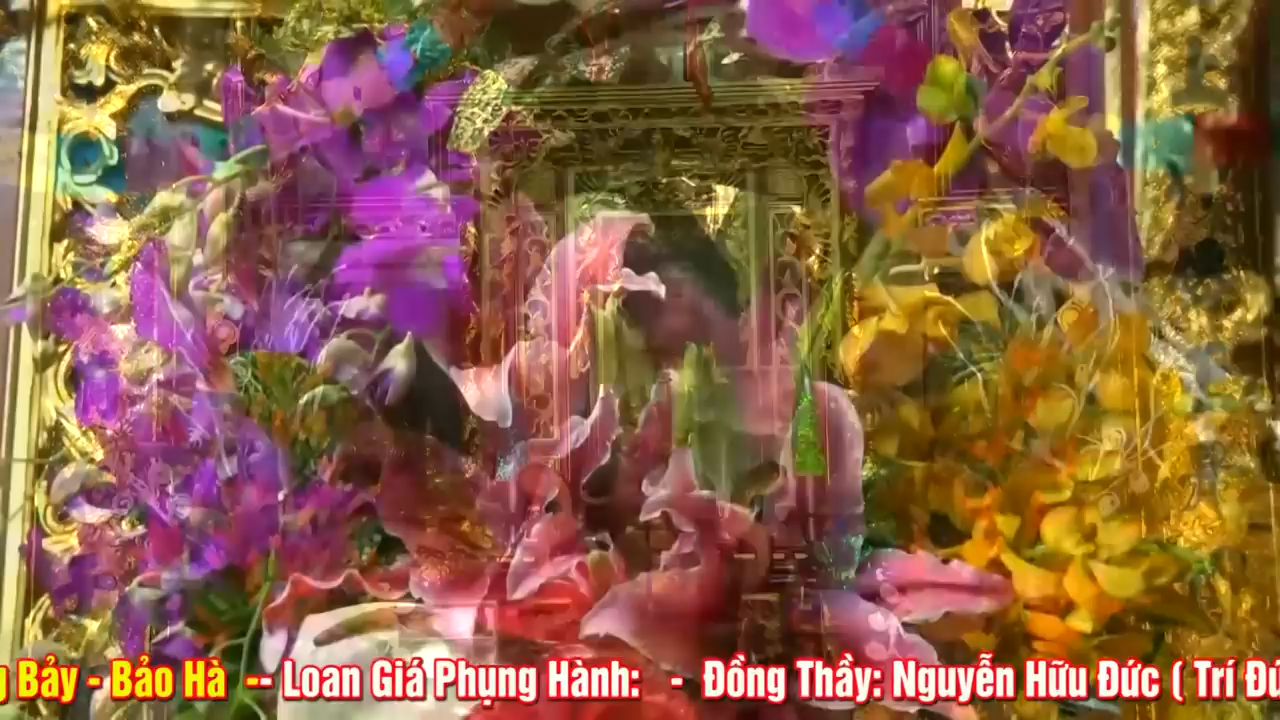 Bảy - Bảo Hà -- Loan Giá Phụng Hành: - Đồng Thầy: Nguyễn Hữu Đức ( Trí